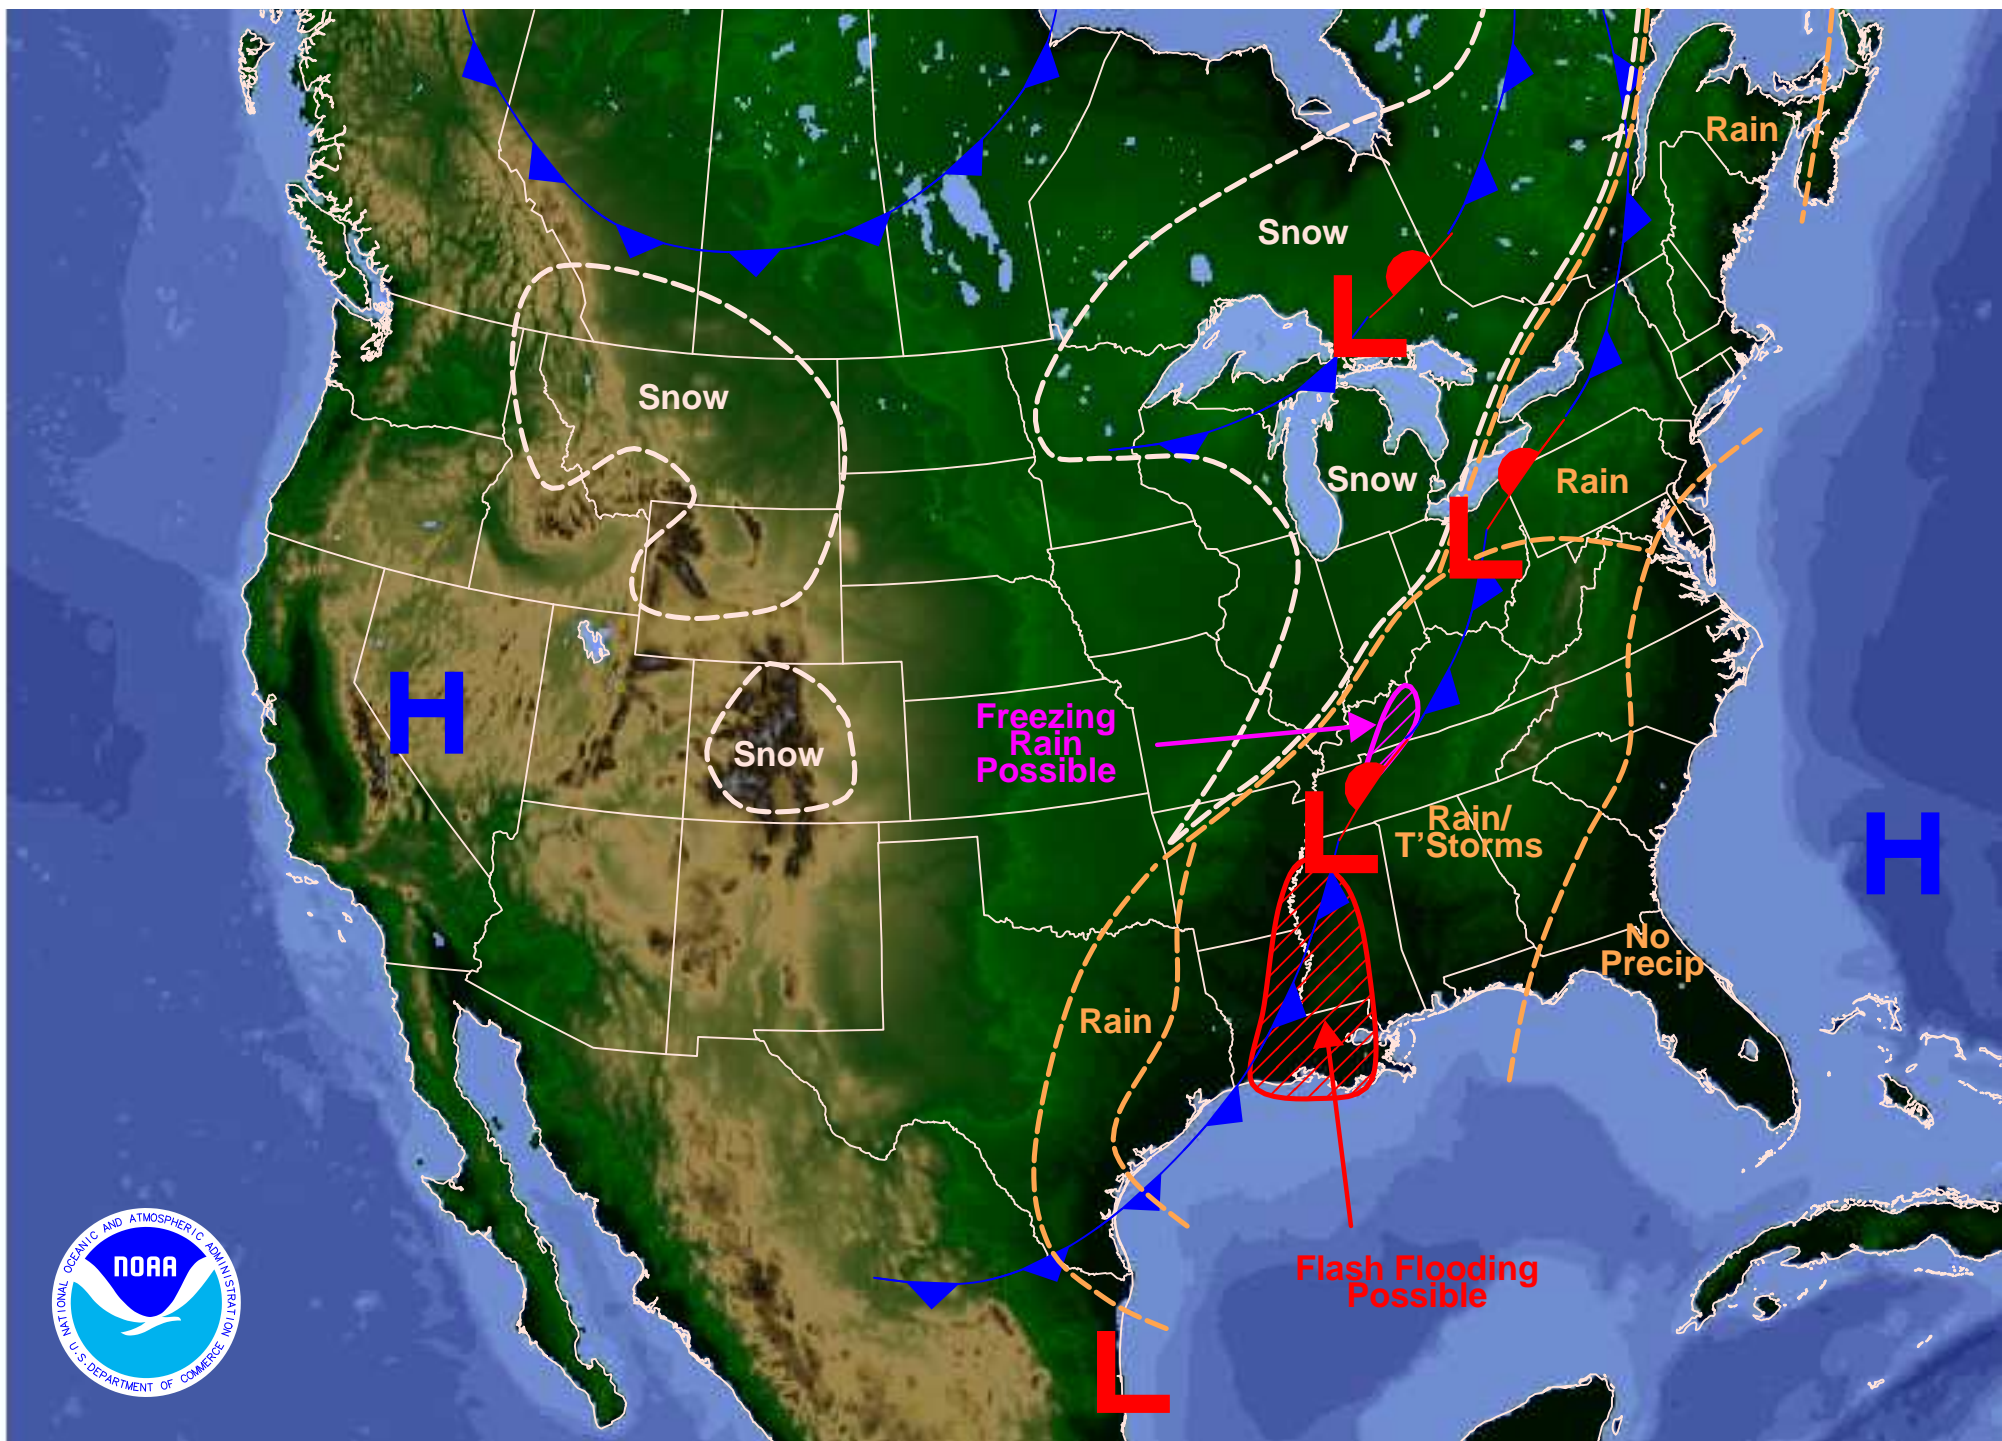 Rain
Snow
Snow
Snow
Rain
H
L
L
Freezing
Rain
Possible
Snow
Rain/
T'Storms
L
H
No
Precip
Rain
Flash Flooding
Possible
L
NATIONAL OCEANIC AND ATMOSPHERIC ADMINISTRATION
NOAA
U.S. DEPARTMENT OF COMMERCE